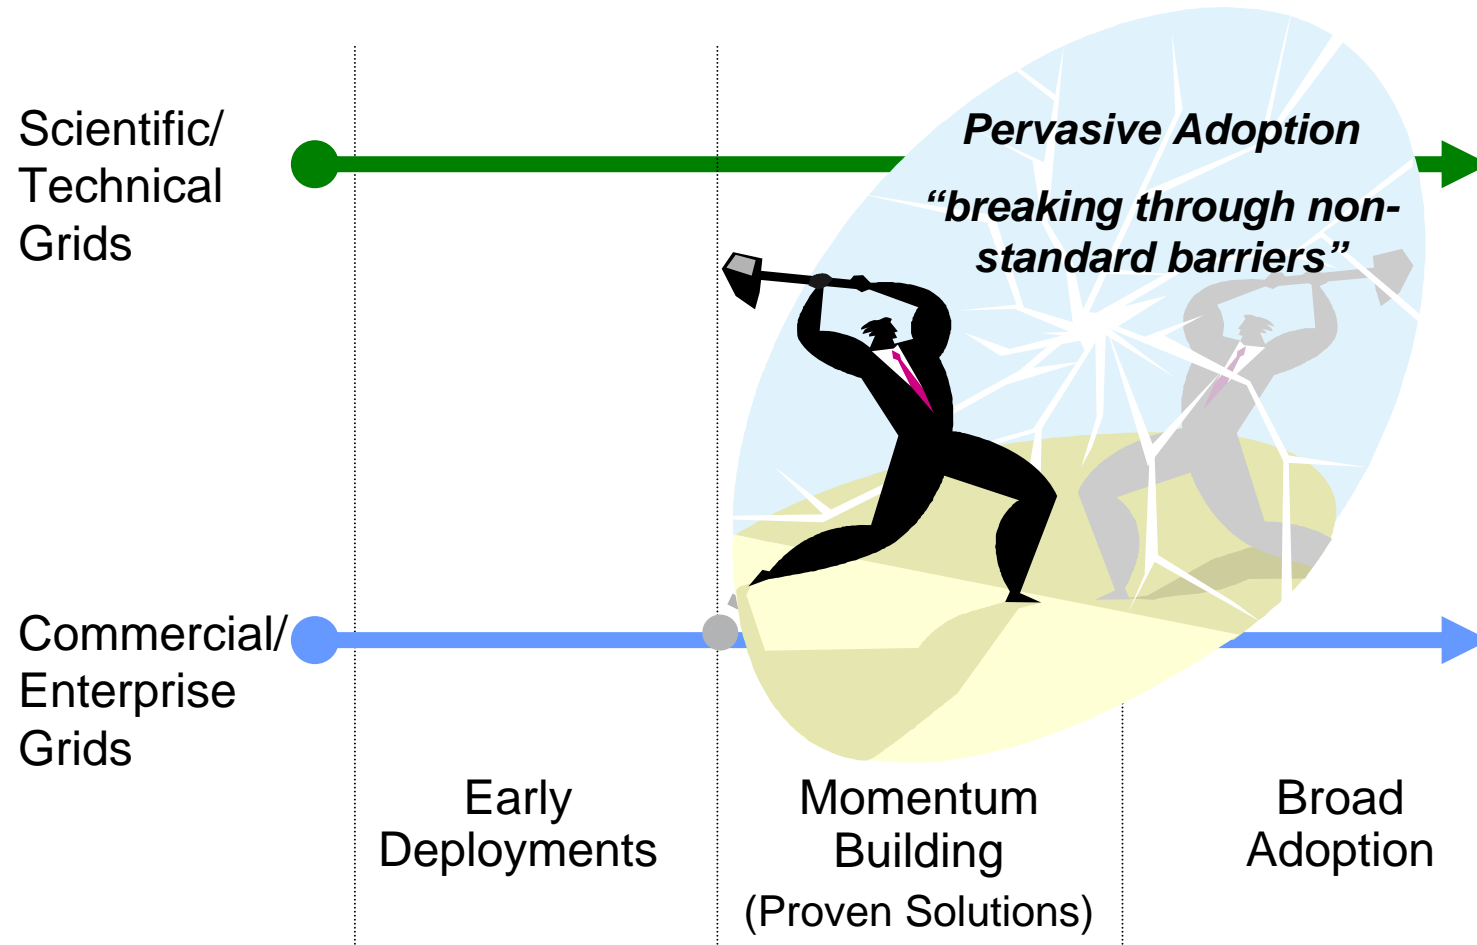 Scientific/
Technical
Grids
Pervasive Adoption
“breaking through non-
standard barriers”
Commercial/
Enterprise
Grids
Early
Deployments
Momentum
Building
(Proven Solutions)
Broad
Adoption